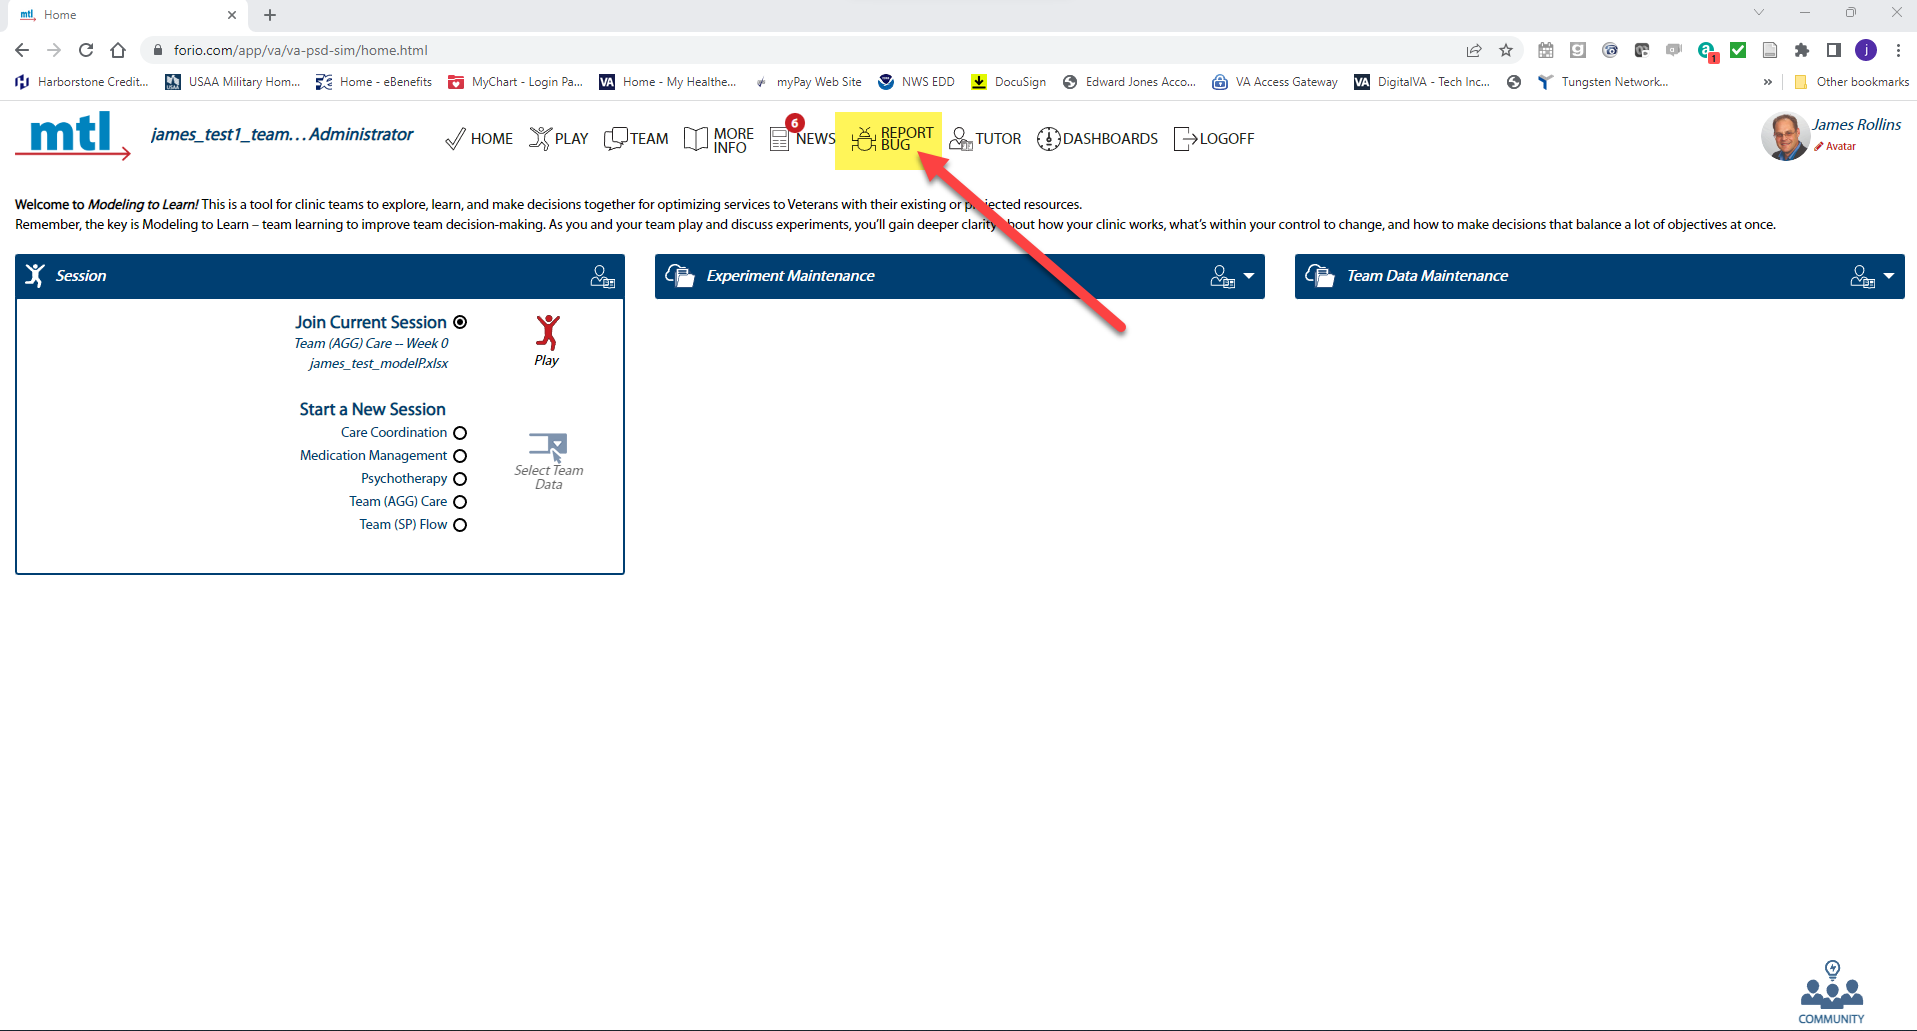 mtl Home
forio.com/app/va/va-psd-sim/home.html
j
1
Harborstone Credit... USAA Military Hom... Home - eBenefits MyChart - Login Pa... VA Home - My Healthe... myPay Web Site NWS EDD DocuSign Edward Jones Acco... VA Access Gateway VA DigitalVA - Tech Inc... Tungsten Network... » Other bookmarks
mtl
james_test1_team... Administrator
HOME
PLAY
TEAM
MORE
INFO
6
NEWS
REPORT
BUG
TUTOR
DASHBOARDS
LOGOFF
James Rollins
Avatar
Welcome to Modeling to Learn! This is a tool for clinic teams to explore, learn, and make decisions together for optimizing services to Veterans with their existing or projected resources.
Remember, the key is Modeling to Learn – team learning to improve team decision-making. As you and your team play and discuss experiments, you'll gain deeper clarity about how your clinic works, what's within your control to change, and how to make decisions that balance a lot of objectives at once.
Session
Join Current Session
Team (AGG) Care -- Week 0
james_test_modelP.xlsx
Play
Start a New Session
Care Coordination
Medication Management
Psychotherapy
Team (AGG) Care
Team (SP) Flow
Select Team
Data
Experiment Maintenance
Team Data Maintenance
COMMUNITY